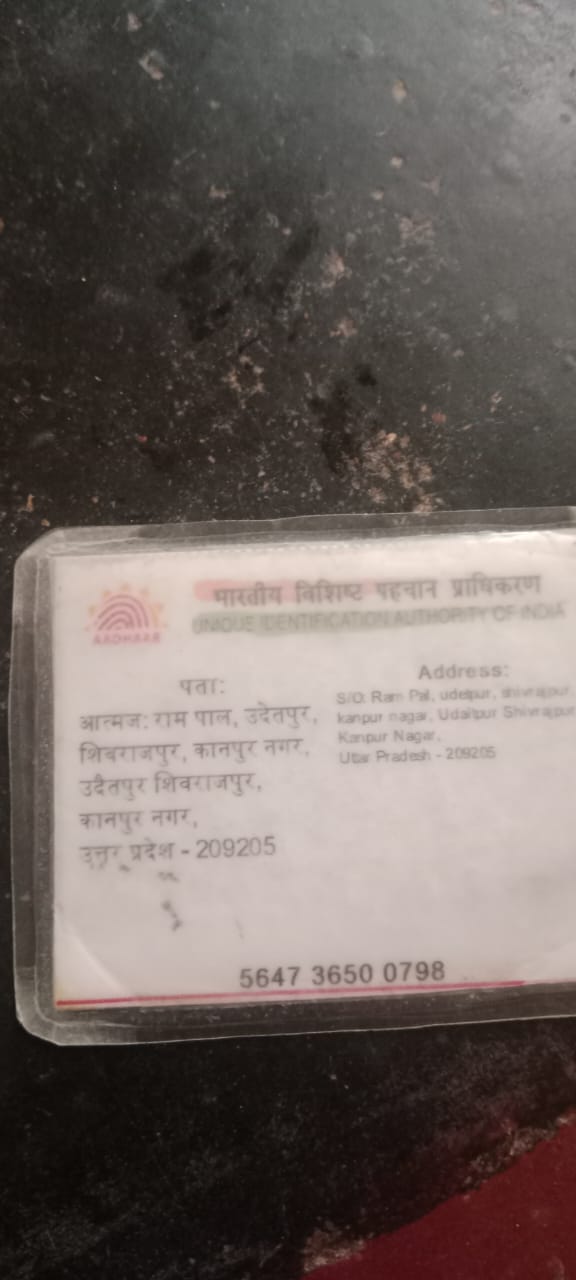 भारतीय विशिष्ट पहचान प्राधिकरण
UNIQUE IDENTIFICATION AUTHORITY OF INDIA
AADHAAR
पता:
आत्मज: राम पाल, उदेतपुर,
शिवराजपुर, कानपुर नगर,
उदैतपुर शिवराजपुर,
कानपुर नगर,
उत्तर प्रदेश - 209205
Address:
S/O: Ram Pal, udetpur, shivrajpur,
kanpur nagar, Udaitpur Shivrajpur,
Kanpur Nagar,
Uttar Pradesh - 209205
5647 3650 0798